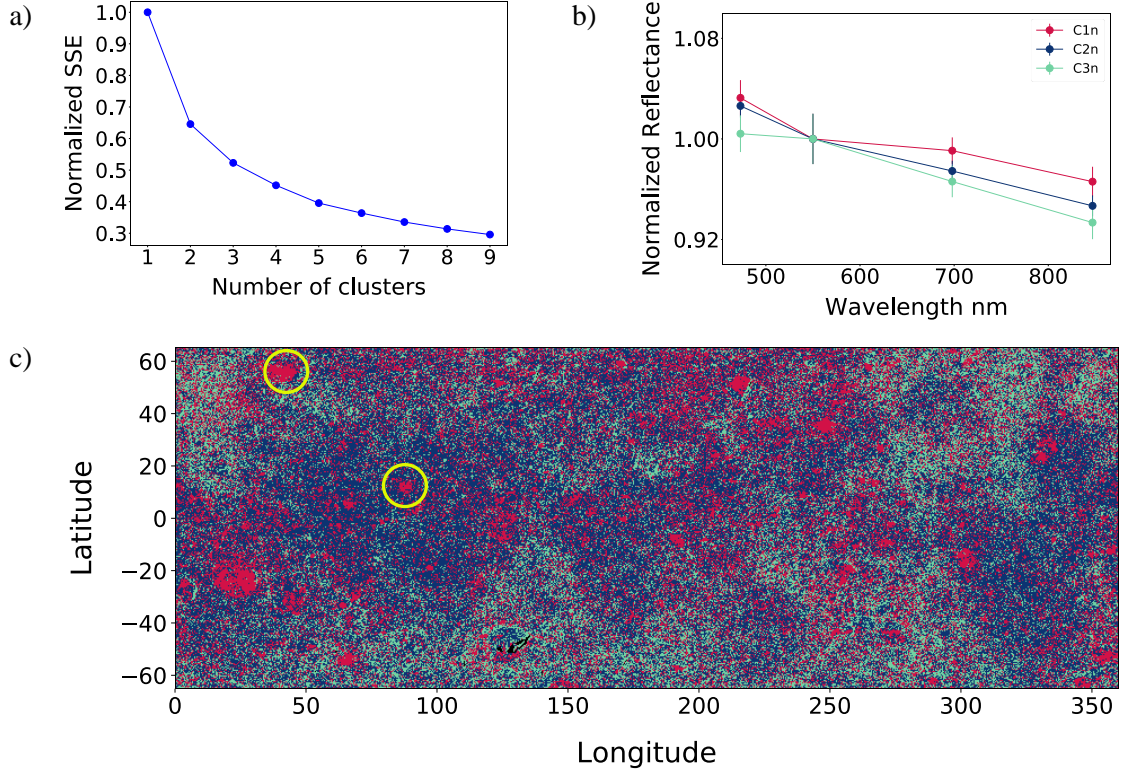 a)
Normalized SSE
1.0
0.9
0.8
0.7
0.6
0.5
0.4
0.3
1 2 3 4 5 6 7 8 9
Number of clusters
b)
Normalized Reflectance
1.08
1.00
0.92
C1n
C2n
C3n
500 600 700 800
Wavelength nm
c)
Latitude
60
40
20
0
−20
−40
−60
0 50 100 150 200 250 300 350
Longitude